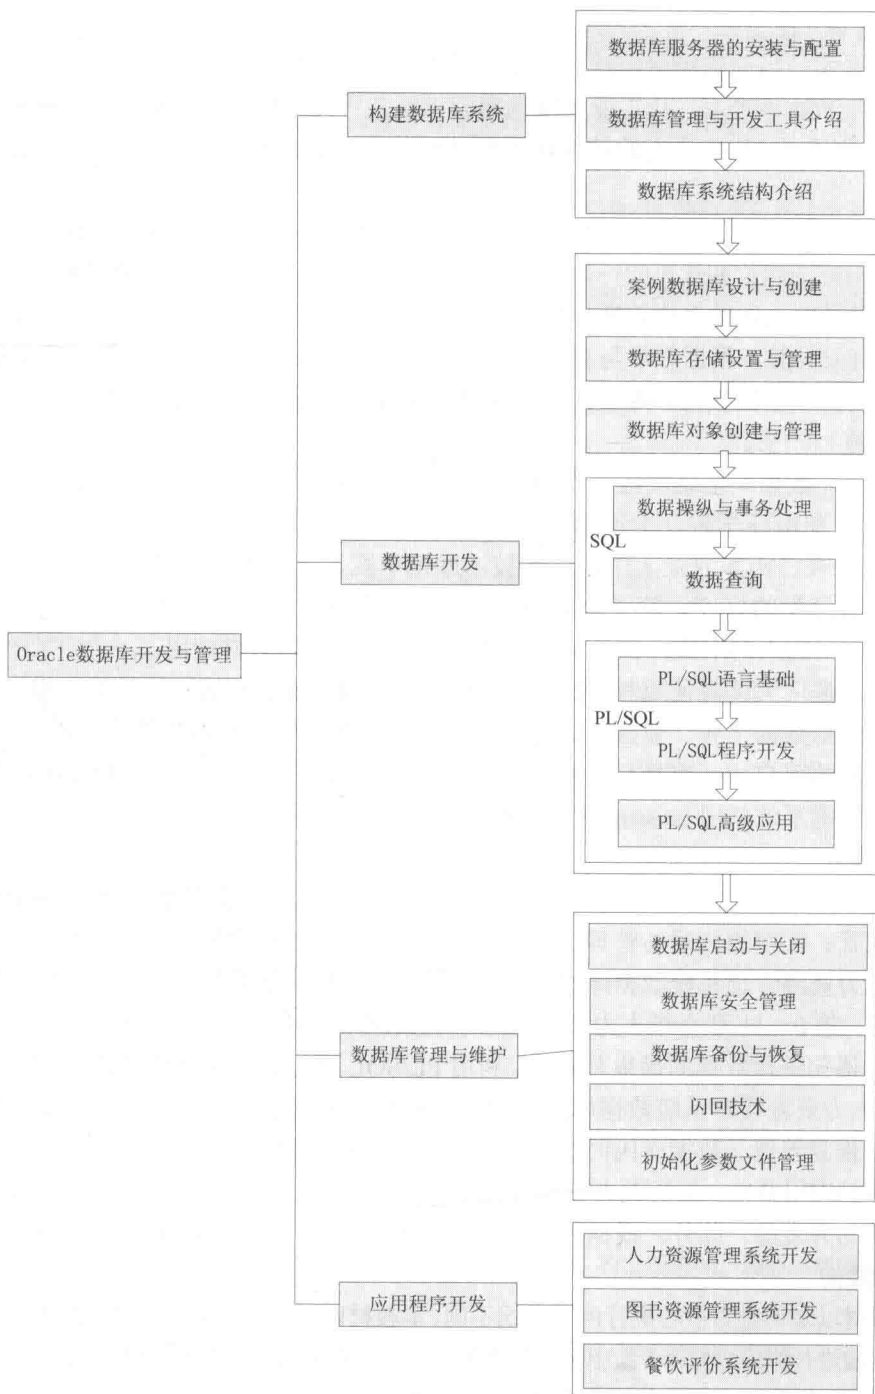 数据库服务器的安装与配置
构建数据库系统
数据库管理与开发工具介绍
数据库系统结构介绍
案例数据库设计与创建
数据库存储设置与管理
数据库对象创建与管理
数据操纵与事务处理
SQL
数据库开发
数据查询
Oracle数据库开发与管理
PL/SQL语言基础
PL/SQL
PL/SQL程序开发
PL/SQL高级应用
数据库启动与关闭
数据库安全管理
数据库管理与维护
数据库备份与恢复
闪回技术
初始化参数文件管理
人力资源管理系统开发
应用程序开发
图书资源管理系统开发
餐饮评价系统开发